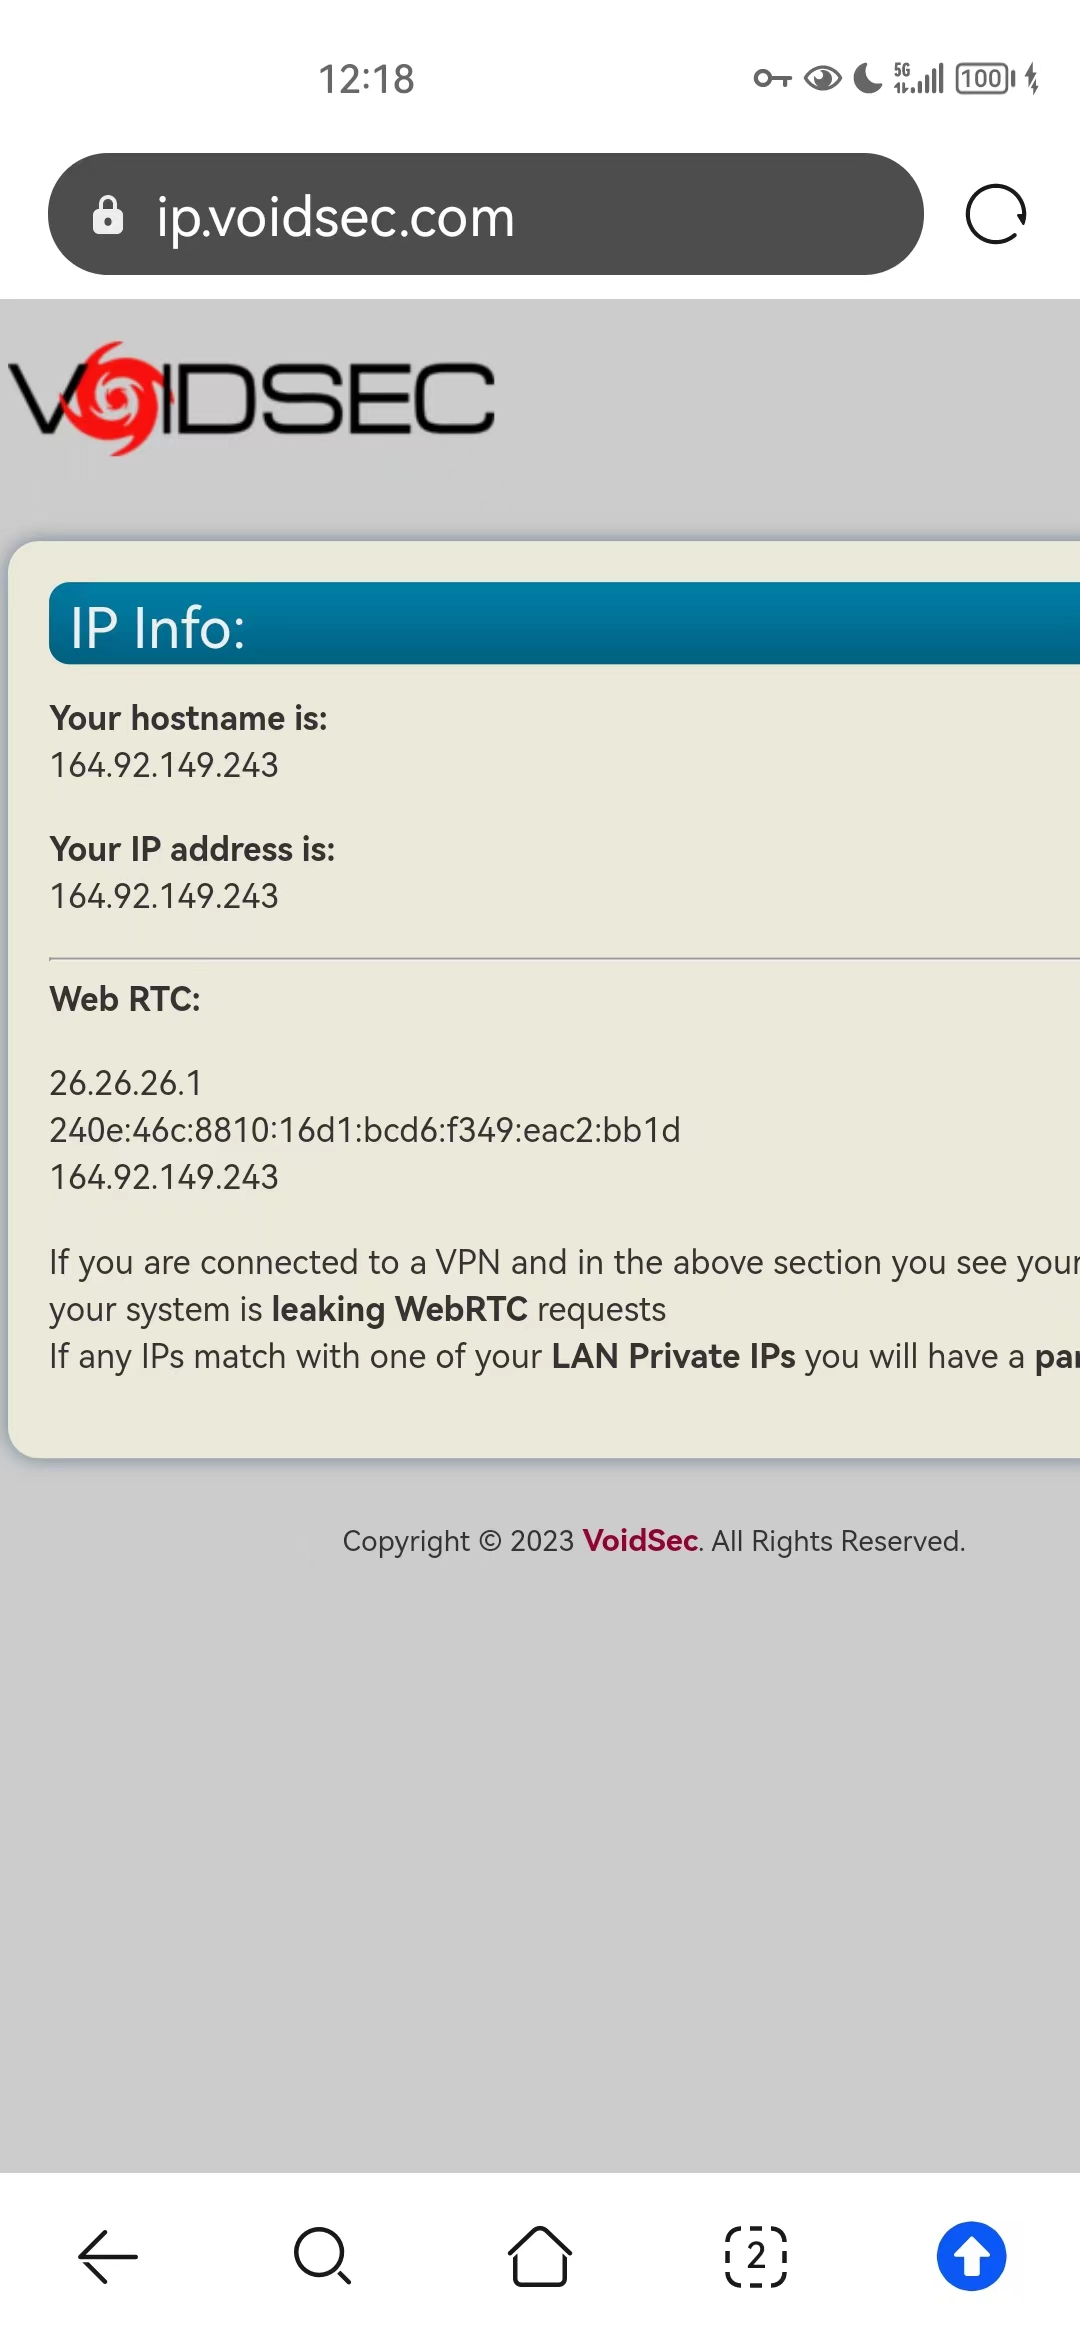 12:18
5G
100
ip.voidsec.com
VOIDSEC
IP Info:
Your hostname is:
164.92.149.243
Your IP address is:
164.92.149.243
Web RTC:
26.26.26.1
240e:46c:8810:16d1:bcd6:f349:eac2:bb1d
164.92.149.243
If you are connected to a VPN and in the above section you see your
your system is leaking WebRTC requests
If any IPs match with one of your LAN Private IPs you will have a par
Copyright © 2023 VoidSec. All Rights Reserved.
2